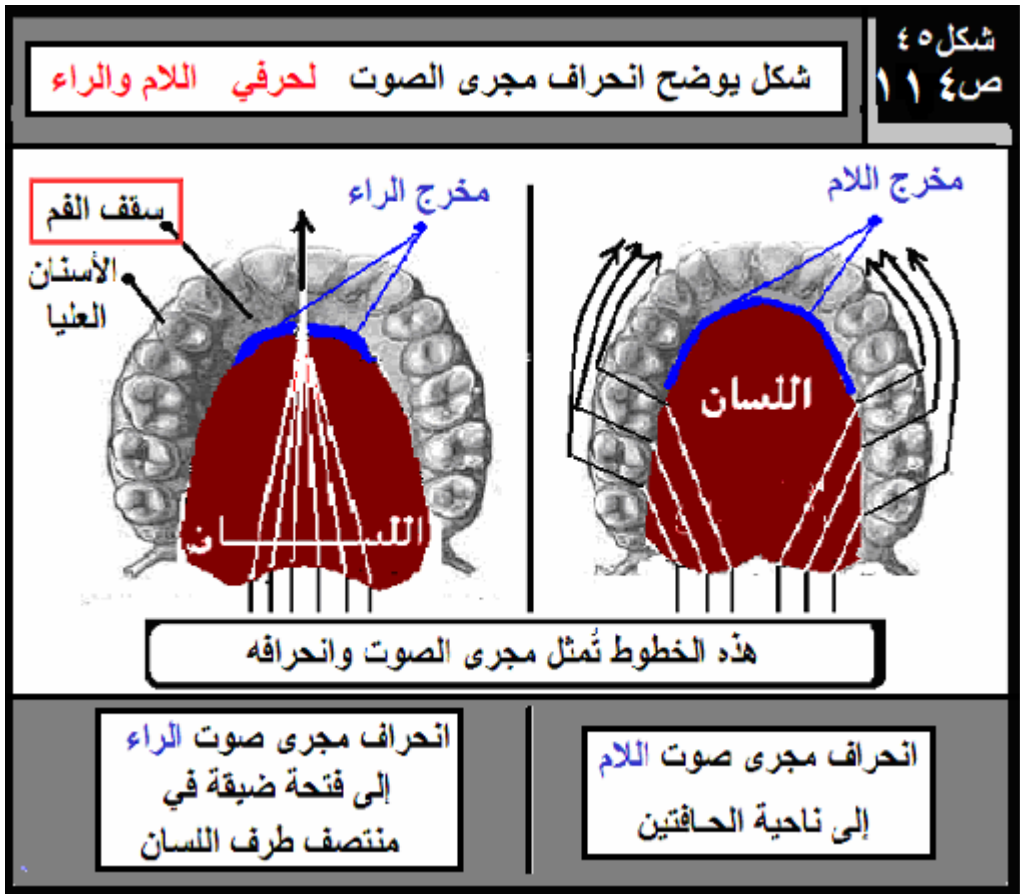 شكل ٤٥
ص ١١٤
شكل يوضح انحراف مجرى الصوت لحرفي اللام والراء
مخرج اللام
اللسان
مخرج الراء
سقف الفم
الأسنان
العليا
اللســـــان
هذه الخطوط تُمثل مجرى الصوت وانحرافه
انحراف مجرى صوت اللام
إلى ناحية الحـافتين
انحراف مجرى صوت الراء
إلى فتحة ضيقة في
منتصف طرف اللسان